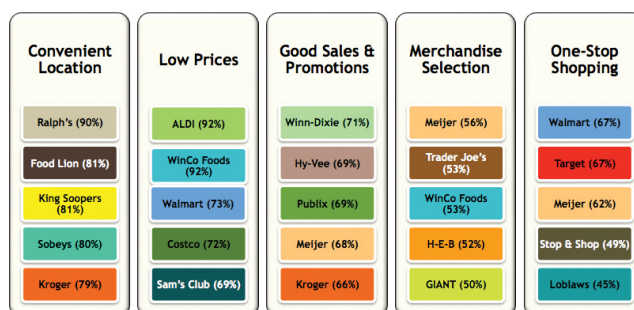 Convenient
Location
Ralph's (90%)
Food Lion (81%)
King Soopers
(81%)
Sobeys (80%)
Kroger (79%)
Low Prices
ALDI (92%)
WinCo Foods
(92%)
Walmart (73%)
Costco (72%)
Sam's Club (69%)
Good Sales &
Promotions
Winn-Dixie (71%)
Hy-Vee (69%)
Publix (69%)
Meijer (68%)
Kroger (66%)
Merchandise
Selection
Meijer (56%)
Trader Joe's
(53%)
WinCo Foods
(53%)
H-E-B (52%)
GIANT (50%)
One-Stop
Shopping
Walmart (67%)
Target (67%)
Meijer (62%)
Stop & Shop (49%)
Loblaws (45%)